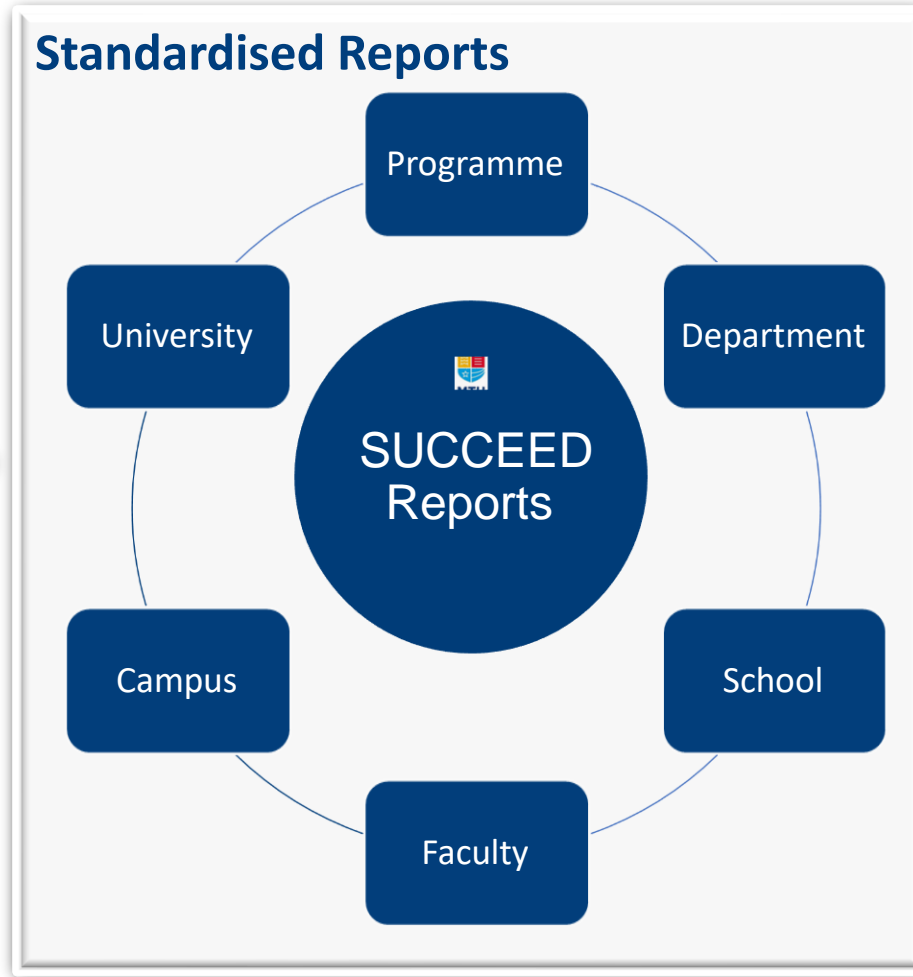 Standardised Reports
Programme
University
Department
SUCCEED
Reports
Campus
School
Faculty